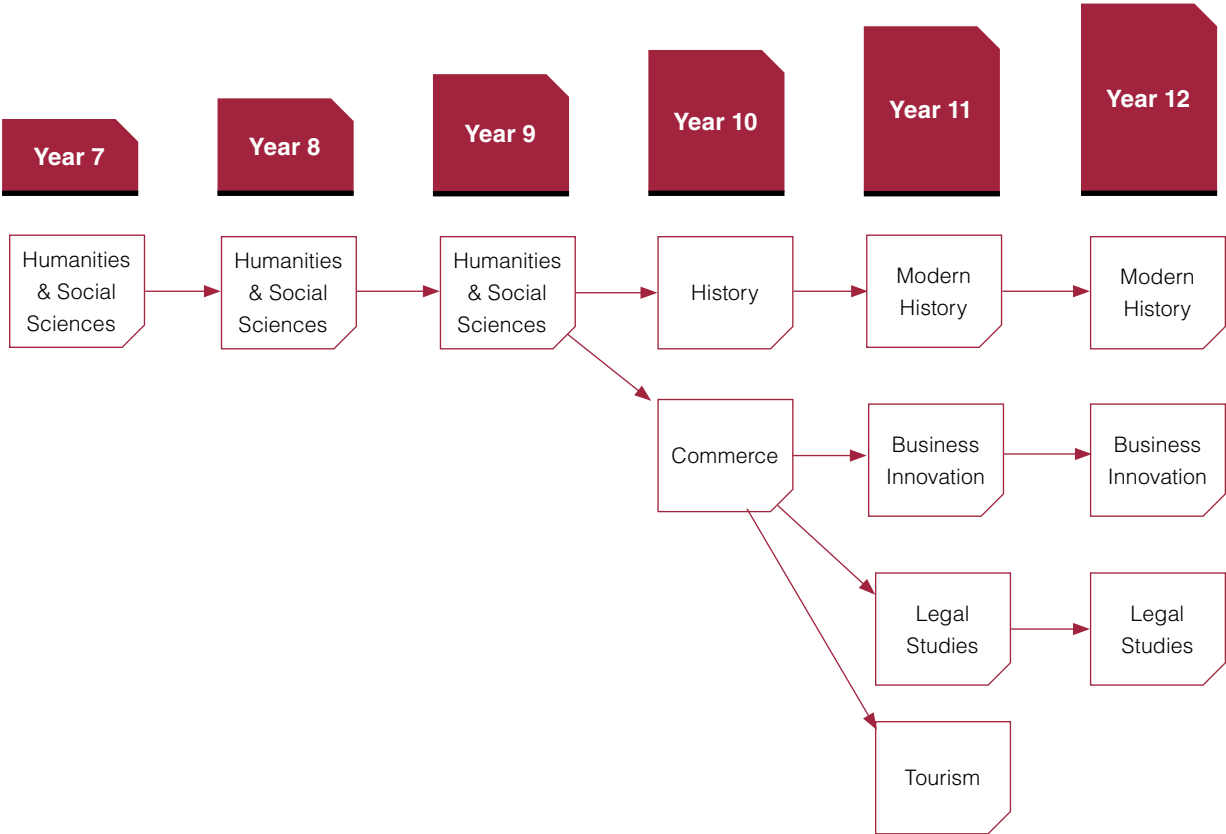 Year 7
Year 8
Year 9
Year 10
Year 11
Year 12
Humanities
& Social
Sciences
Humanities
& Social
Sciences
Humanities
& Social
Sciences
History
Modern
History
Modern
History
Commerce
Business
Innovation
Business
Innovation
Legal
Studies
Legal
Studies
Tourism